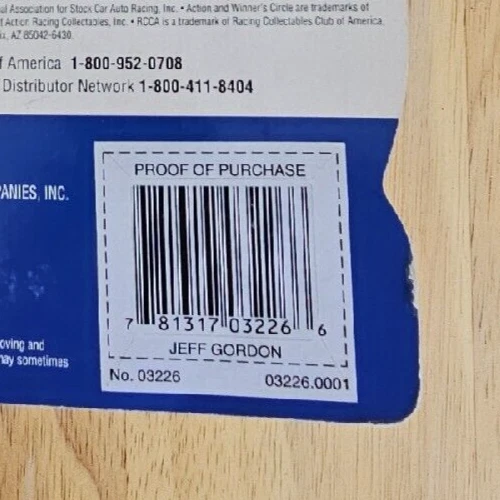 Association for Stock Car Auto Racing, Inc. • Action and Winner's Circle are trademarks of
Action Racing Collectables, Inc. • RCCA is a trademark of Racing Collectables Club of America,
AZ 85042-6430.
f America 1-800-952-0708
Distributor Network 1-800-411-8404
PANIES, INC.
PROOF OF PURCHASE
7 81317 03226 6
JEFF GORDON
No. 03226 03226.0001
oving and
may sometimes